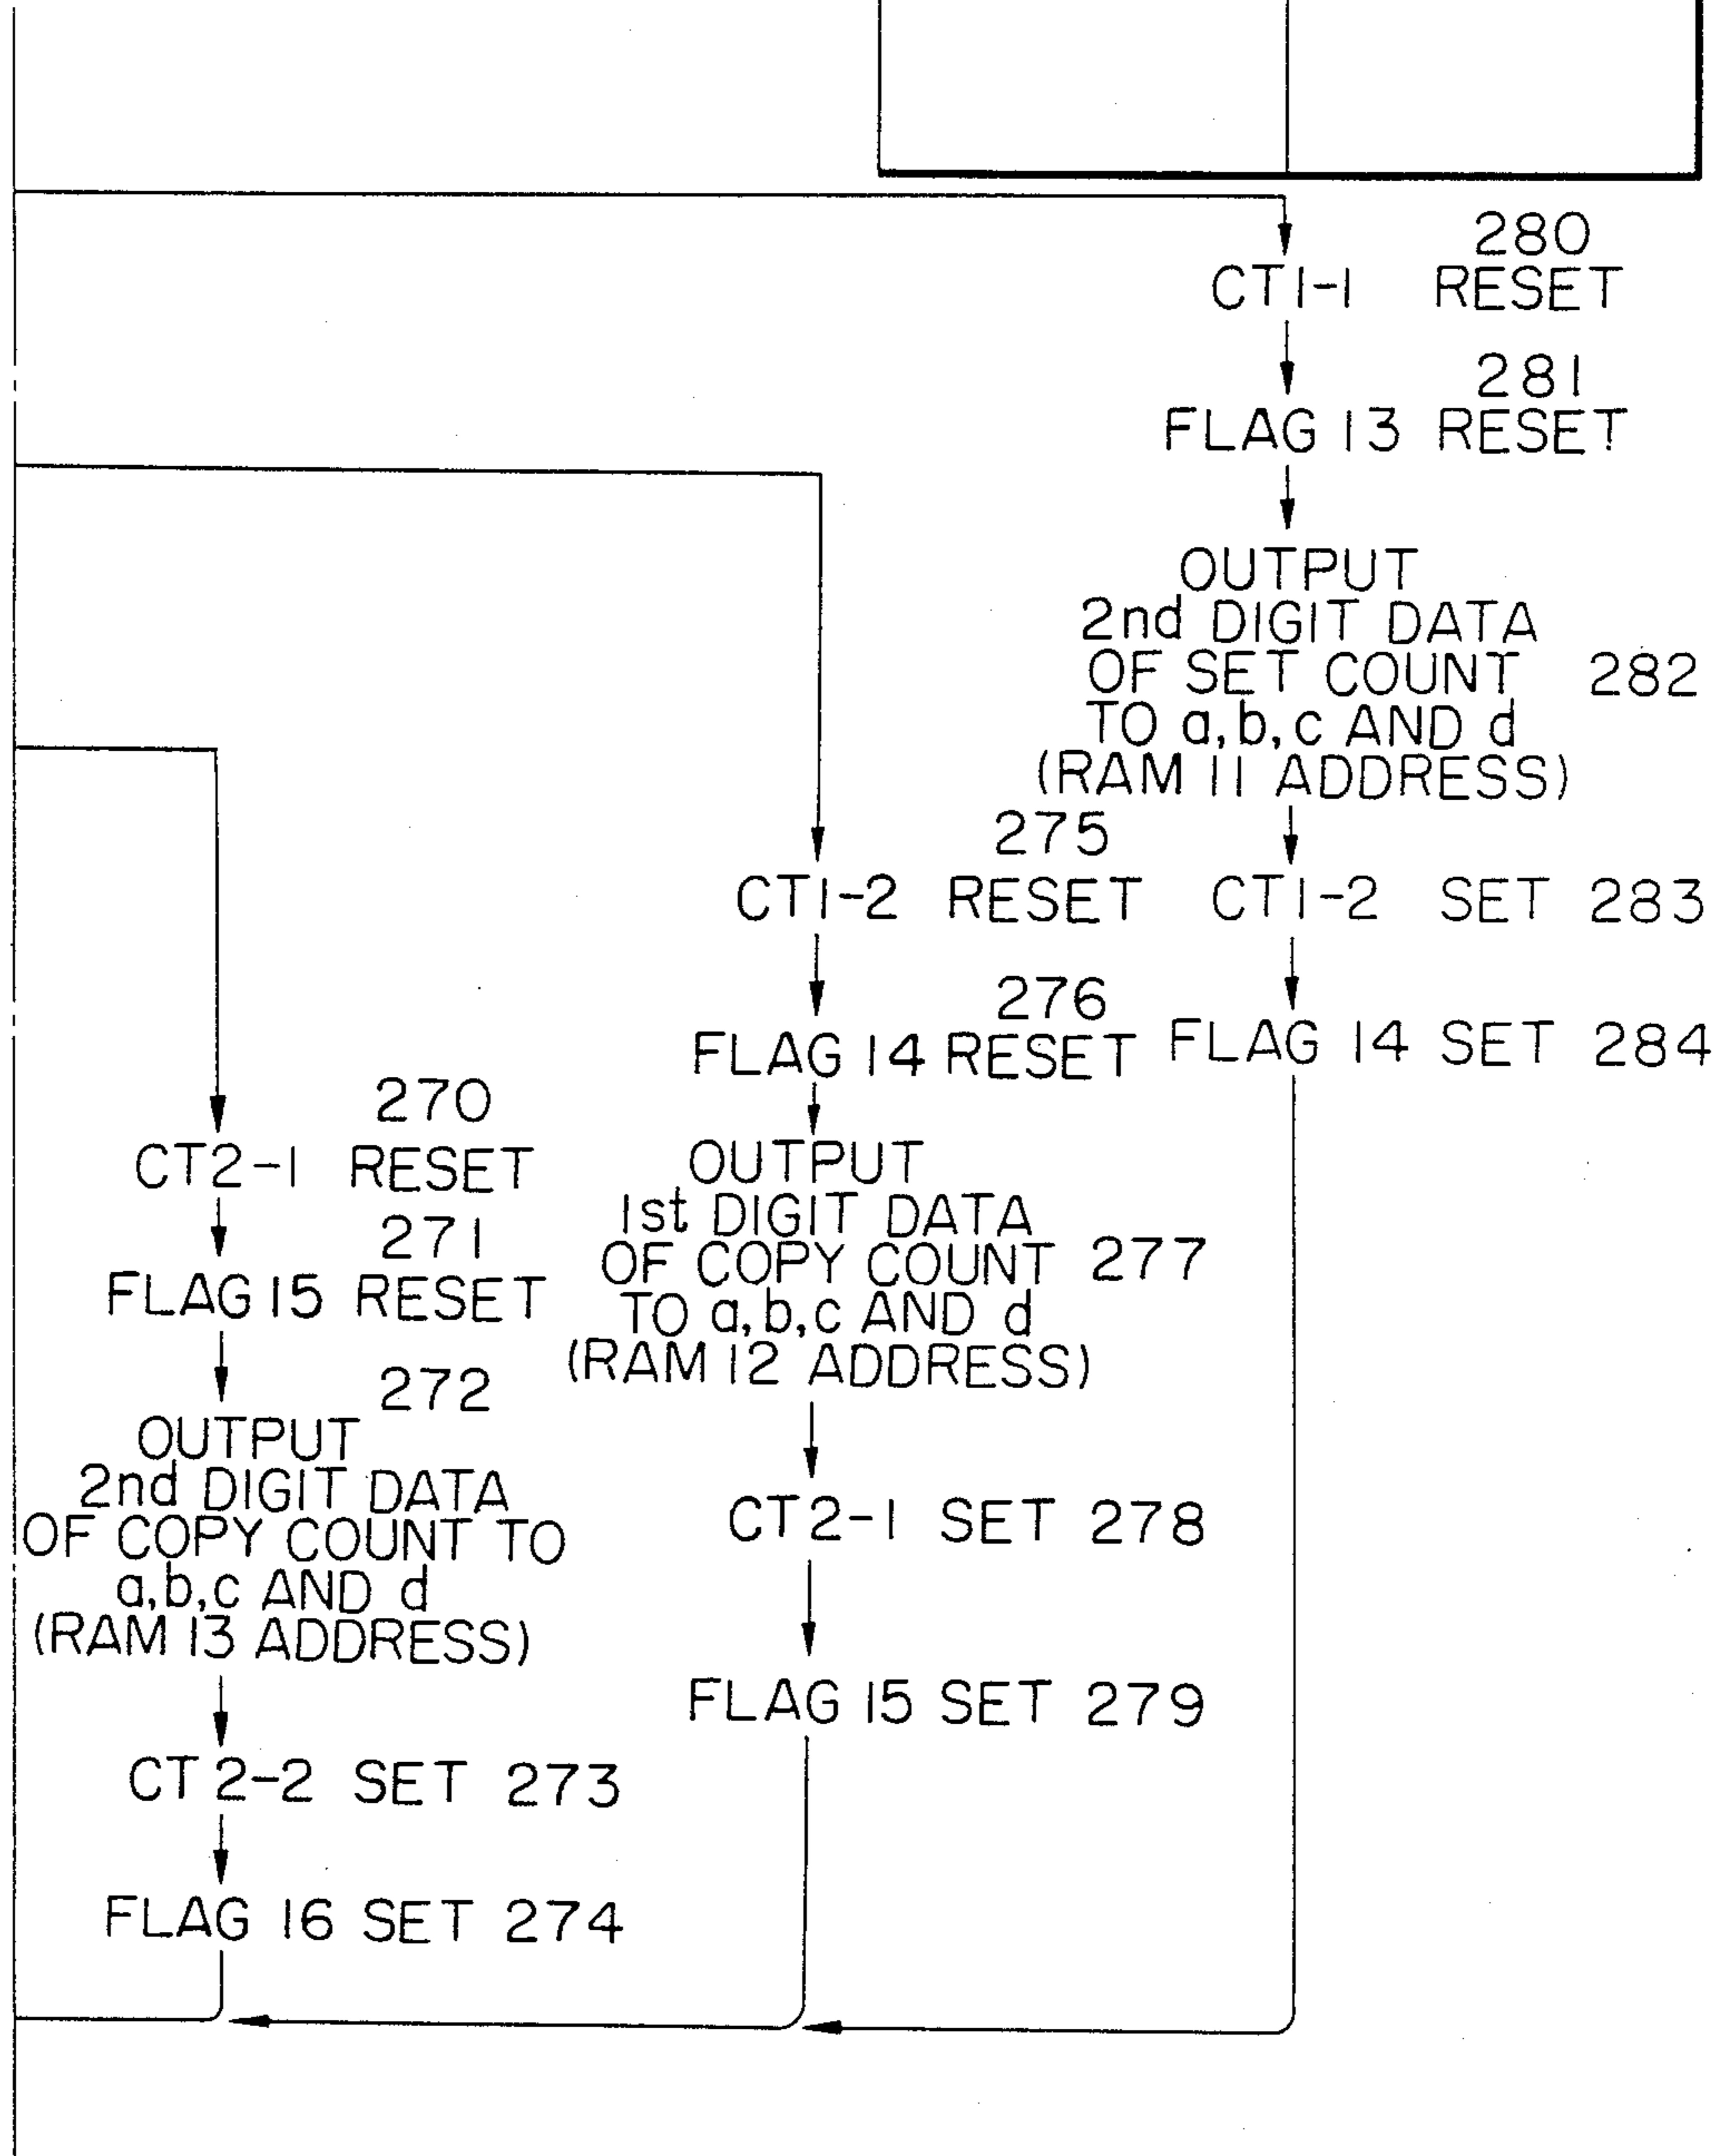 280
CT1-1 RESET
281
FLAG 13 RESET
OUTPUT
2nd DIGIT DATA
OF SET COUNT 282
TO a,b,c AND d
(RAM 11 ADDRESS)
CT1-2 SET 283
FLAG 14 SET 284
275
CT1-2 RESET
276
FLAG 14 RESET
OUTPUT
1st DIGIT DATA
OF COPY COUNT 277
TO a,b,c AND d
(RAM 12 ADDRESS)
CT2-1 SET 278
FLAG 15 SET 279
270
CT2-1 RESET
271
FLAG 15 RESET
272
OUTPUT
2nd DIGIT DATA
OF COPY COUNT TO
a,b,c AND d
(RAM 13 ADDRESS)
CT2-2 SET 273
FLAG 16 SET 274